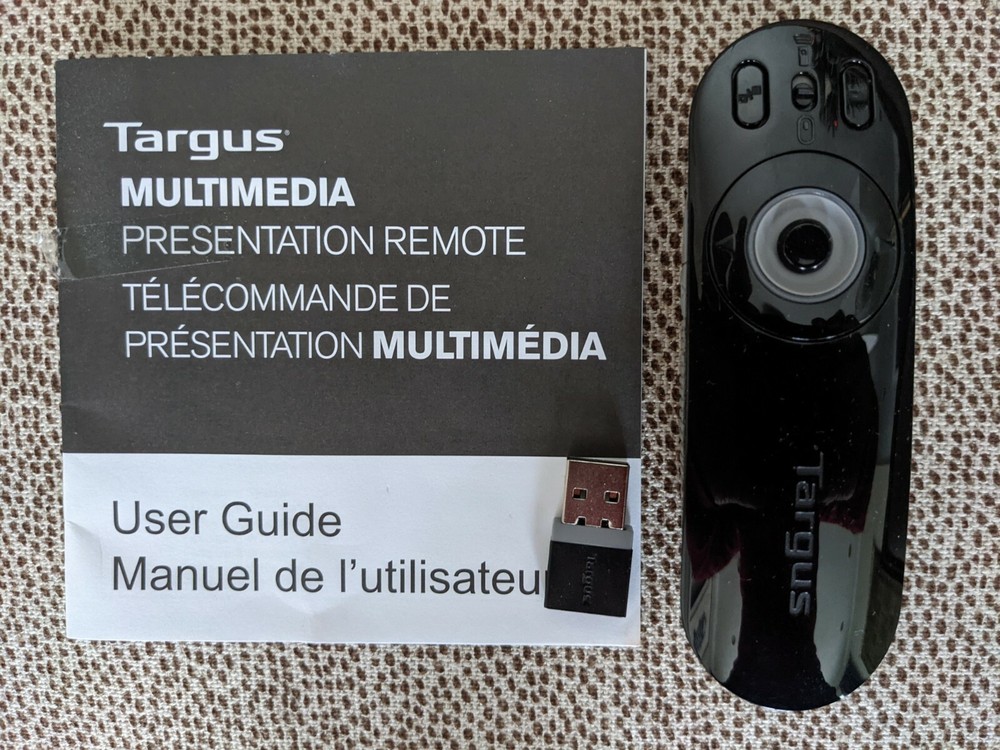 Targus
MULTIMEDIA
PRESENTATION REMOTE
TÉLÉCOMMANDE DE
PRÉSENTATION MULTIMÉDIA
User Guide
Manuel de l'utilisateur
Targus
Targus